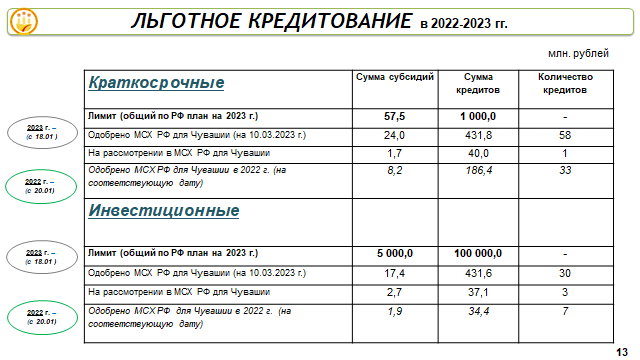 ЛЬГОТНОЕ КРЕДИТОВАНИЕ в 2022-2023 гг.
млн. рублей
Краткосрочные Сумма субсидий Сумма кредитов Количество кредитов
Лимит (общий по РФ план на 2023 г.) 57,5 1 000,0 -
2023 г. –
(с 18.01 )
Одобрено МСХ РФ для Чувашии (на 10.03.2023 г.) 24,0 431,8 58
На рассмотрении в МСХ РФ для Чувашии 1,7 40,0 1
2022 г. –
(с 20.01)
Одобрено МСХ РФ для Чувашии в 2022 г. (на 8,2 186,4 33
соответствующую дату)
Инвестиционные
Лимит (общий по РФ план на 2023 г.) 5 000,0 100 000,0 -
2023 г. –
(с 18.01 )
Одобрено МСХ РФ для Чувашии (на 10.03.2023 г.) 17,4 431,6 30
На рассмотрении в МСХ РФ для Чувашии 2,7 37,1 3
2022 г. –
(с 20.01)
Одобрено МСХ РФ для Чувашии в 2022 г. (на 1,9 34,4 7
соответствующую дату)
13